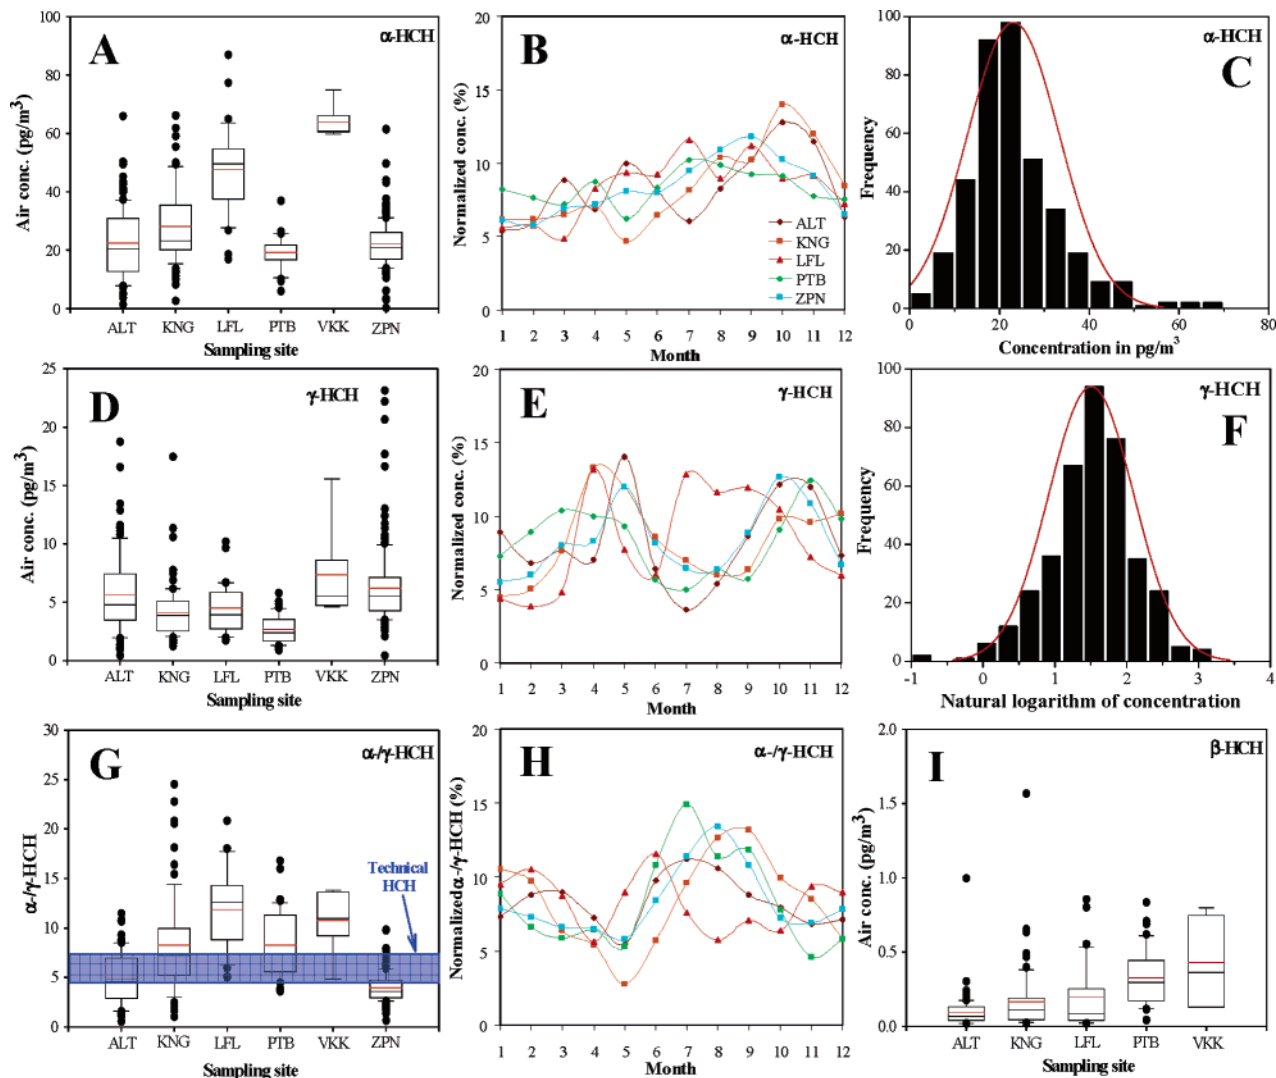 A
α-HCH
Air conc. (pg/m³)
100
80
60
40
20
0
ALT KNG LFL PTB VKK ZPN
Sampling site
B
α-HCH
Normalized conc. (%)
20
15
10
5
0
ALT
KNG
LFL
PTB
ZPN
1 2 3 4 5 6 7 8 9 10 11 12
Month
C
α-HCH
Frequency
100
80
60
40
20
0
0 20 40 60 80
Concentration in pg/m³
D
γ-HCH
Air conc. (pg/m³)
25
20
15
10
5
0
ALT KNG LFL PTB VKK ZPN
Sampling site
E
γ-HCH
Normalized conc. (%)
20
15
10
5
0
1 2 3 4 5 6 7 8 9 10 11 12
Month
F
γ-HCH
Frequency
100
80
60
40
20
0
-1 0 1 2 3 4
Natural logarithm of concentration
G
α-/γ-HCH
α-/γ-HCH
30
25
20
15
10
5
0
Technical
HCH
ALT KNG LFL PTB VKK ZPN
Sampling site
H
α-/γ-HCH
Normalized α-/γ-HCH (%)
20
15
10
5
0
1 2 3 4 5 6 7 8 9 10 11 12
Month
I
β-HCH
Air conc. (pg/m³)
2.0
1.5
1.0
0.5
0.0
ALT KNG LFL PTB VKK
Sampling site